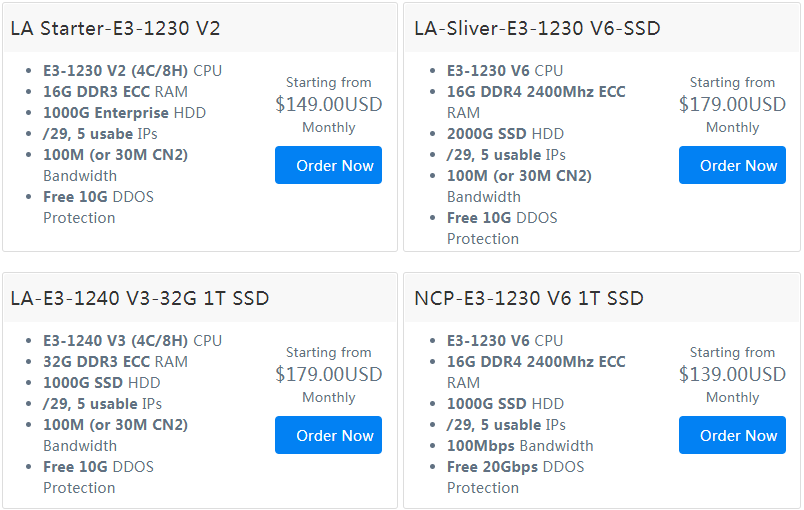 LA Starter-E3-1230 V2
E3-1230 V2 (4C/8H) CPU
16G DDR3 ECC RAM
1000G Enterprise HDD
/29, 5 usabe IPs
100M (or 30M CN2)
Bandwidth
Free 10G DDOS
Protection
Starting from
$149.00USD
Monthly
Order Now
LA-Sliver-E3-1230 V6-SSD
E3-1230 V6 CPU
16G DDR4 2400Mhz ECC
RAM
2000G SSD HDD
/29, 5 usable IPs
100M (or 30M CN2)
Bandwidth
Free 10G DDOS
Protection
Starting from
$179.00USD
Monthly
Order Now
LA-E3-1240 V3-32G 1T SSD
E3-1240 V3 (4C/8H) CPU
32G DDR3 ECC RAM
1000G SSD HDD
/29, 5 usable IPs
100M (or 30M CN2)
Bandwidth
Free 10G DDOS
Protection
Starting from
$179.00USD
Monthly
Order Now
NCP-E3-1230 V6 1T SSD
E3-1230 V6 CPU
16G DDR4 2400Mhz ECC
RAM
1000G SSD HDD
/29, 5 usable IPs
100Mbps Bandwidth
Free 20Gbps DDOS
Protection
Starting from
$139.00USD
Monthly
Order Now